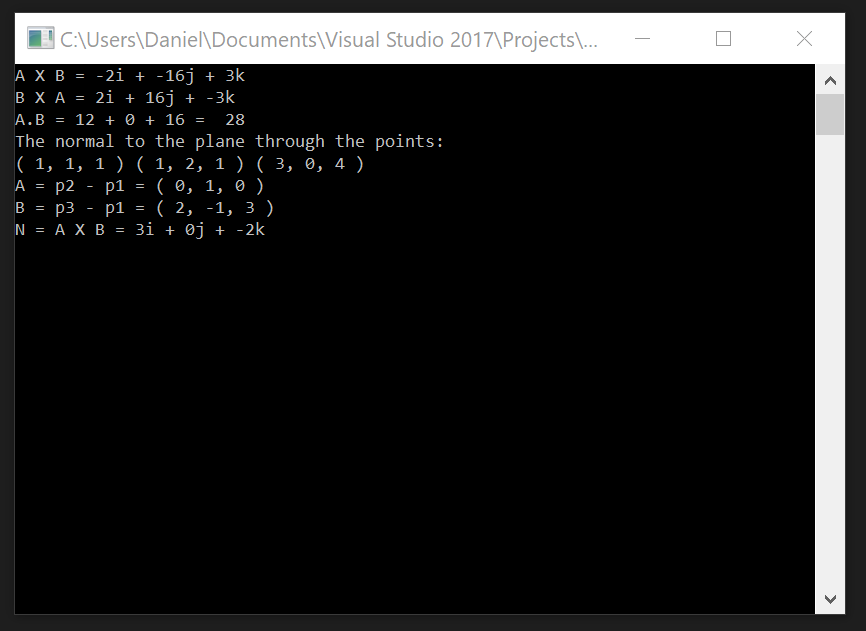 C:\Users\Daniel\Documents\Visual Studio 2017\Projects\...
A X B = -2i + -16j + 3k
B X A = 2i + 16j + -3k
A.B = 12 + 0 + 16 =  28
The normal to the plane through the points:
( 1, 1, 1 ) ( 1, 2, 1 ) ( 3, 0, 4 )
A = p2 - p1 = ( 0, 1, 0 )
B = p3 - p1 = ( 2, -1, 3 )
N = A X B = 3i + 0j + -2k